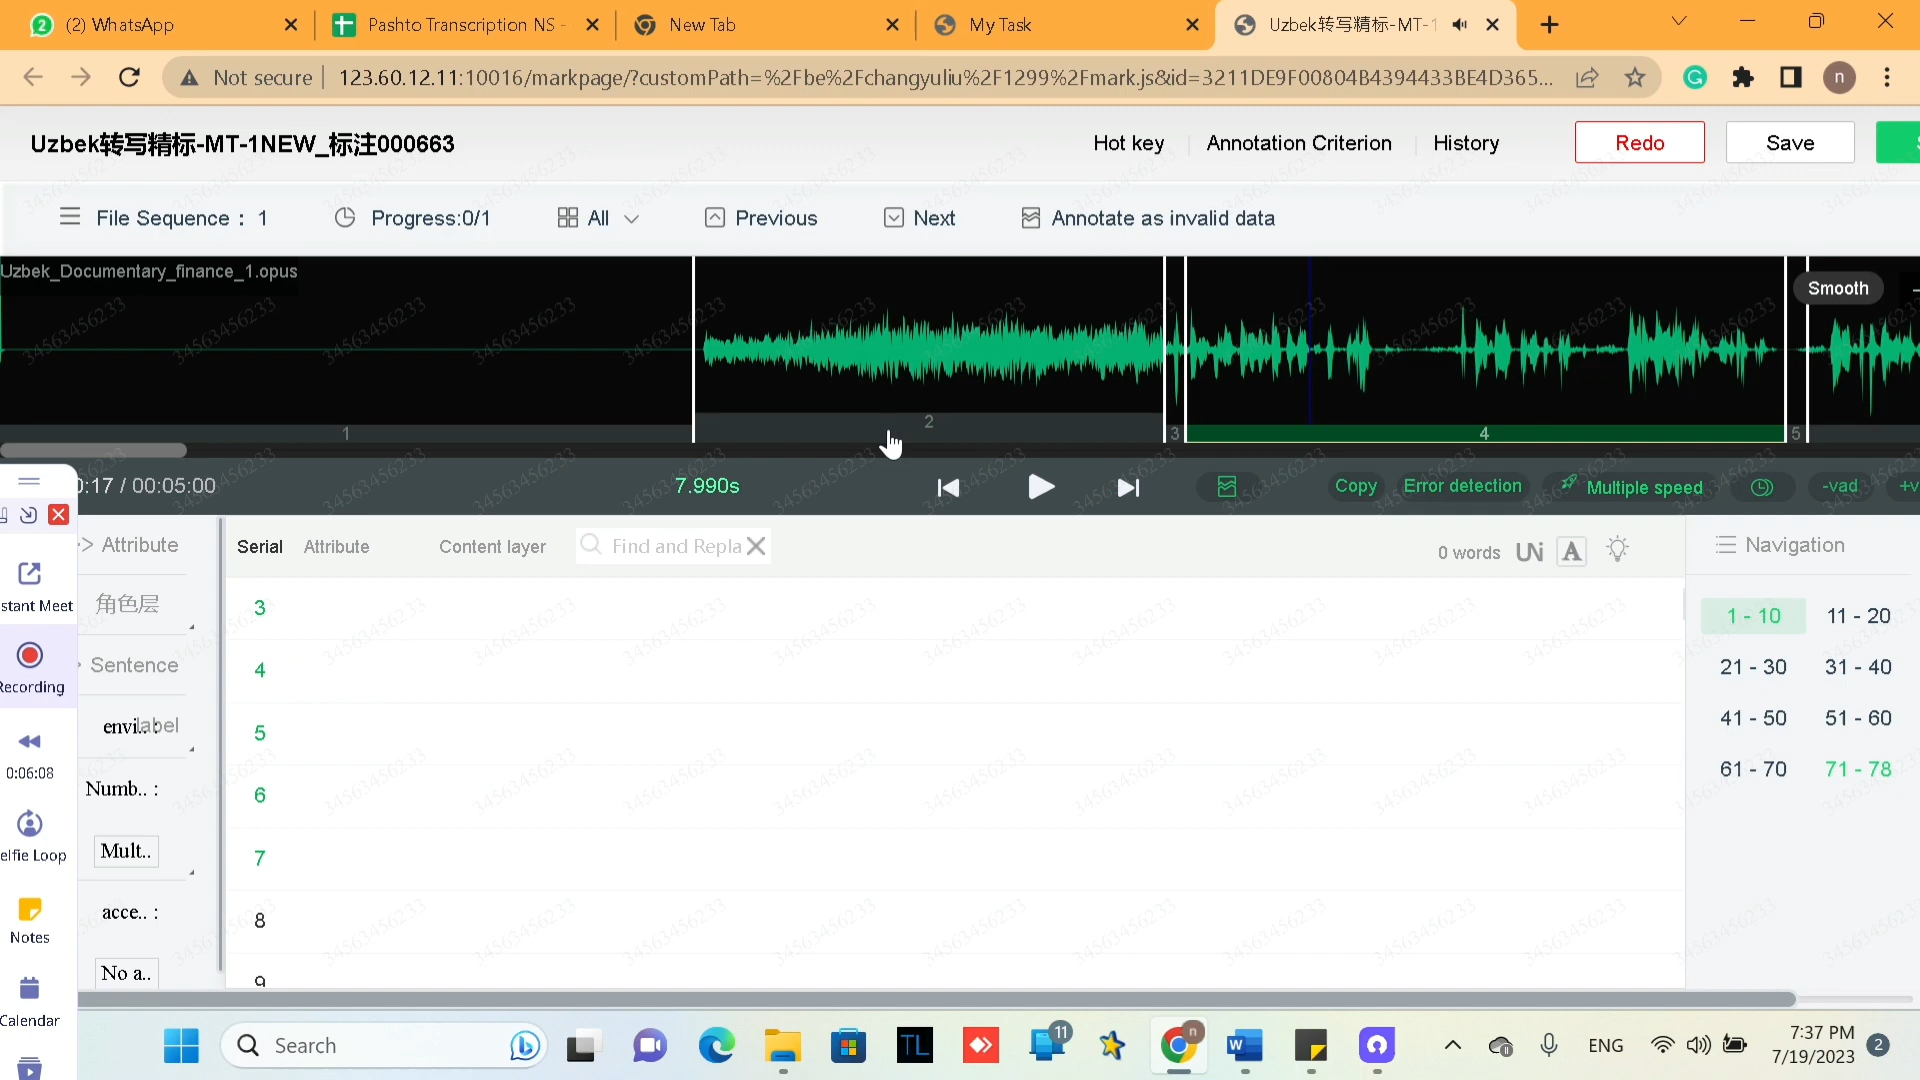 (2) WhatsApp
Pashto Transcription NS -
New Tab
My Task
Uzbek转写精标-MT-1
Not secure
123.60.12.11:10016/markpage/?customPath=%2Fbe%2Fchangyuliu%2F1299%2Fmark.js&id=3211DE9F00804B4394433BE4D365...
n
Uzbek转写精标-MT-1NEW_标注000663
Hot key
Annotation Criterion
History
Redo
Save
File Sequence : 1
Progress:0/1
All
Previous
Next
Annotate as invalid data
Uzbek_Documentary_finance_1.opus
Smooth
1
2
3
4
5
0:17 / 00:05:00
7.990s
Copy
Error detection
Multiple speed
-vad
+v
Attribute
Serial
Attribute
Content layer
Find and Repla
0 words
UN
A
Navigation
角色层
Sentence
envi..:
label
Numb.. :
Mult..
acce.. :
No a..
3
4
5
6
7
8
9
1 - 10
11 - 20
21 - 30
31 - 40
41 - 50
51 - 60
61 - 70
71 - 78
stant Meet
Recording
0:06:08
elfie Loop
Notes
Calendar
Search
TL
11
n
ENG
7:37 PM
7/19/2023
2
34563456233